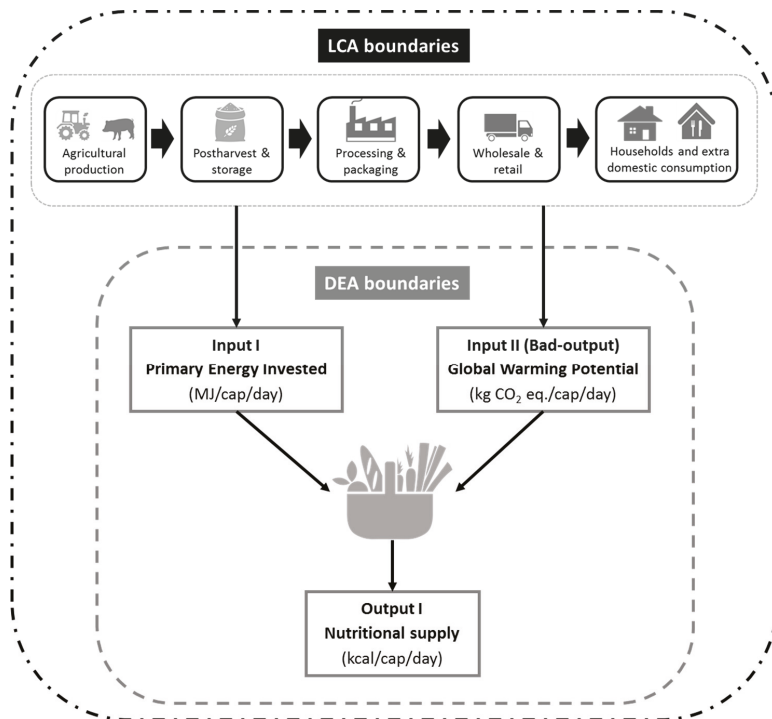 LCA boundaries
Agricultural
production
Postharvest &
storage
Processing &
packaging
Wholesale &
retail
Households and extra
domestic consumption
DEA boundaries
Input I
Primary Energy Invested
(MJ/cap/day)
Input II (Bad-output)
Global Warming Potential
(kg CO₂ eq./cap/day)
Output I
Nutritional supply
(kcal/cap/day)